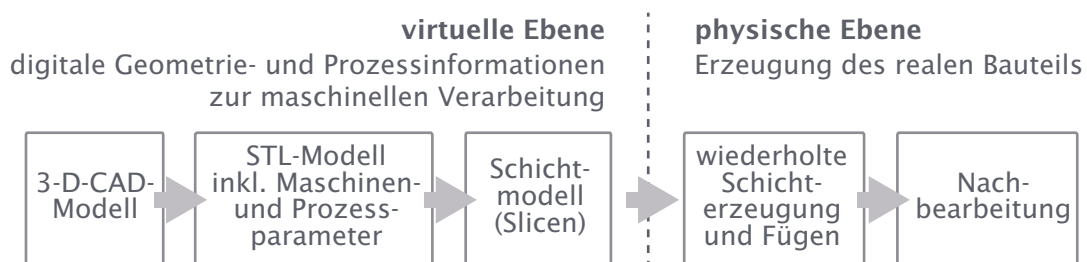 virtuelle Ebene
digitale Geometrie- und Prozessinformationen
zur maschinellen Verarbeitung
physische Ebene
Erzeugung des realen Bauteils
3-D-CAD-
Modell
STL-Modell
inkl. Maschinen-
und Prozess-
parameter
Schicht-
modell
(Slicen)
wiederholte
Schicht-
erzeugung
und Fügen
Nach-
bearbeitung